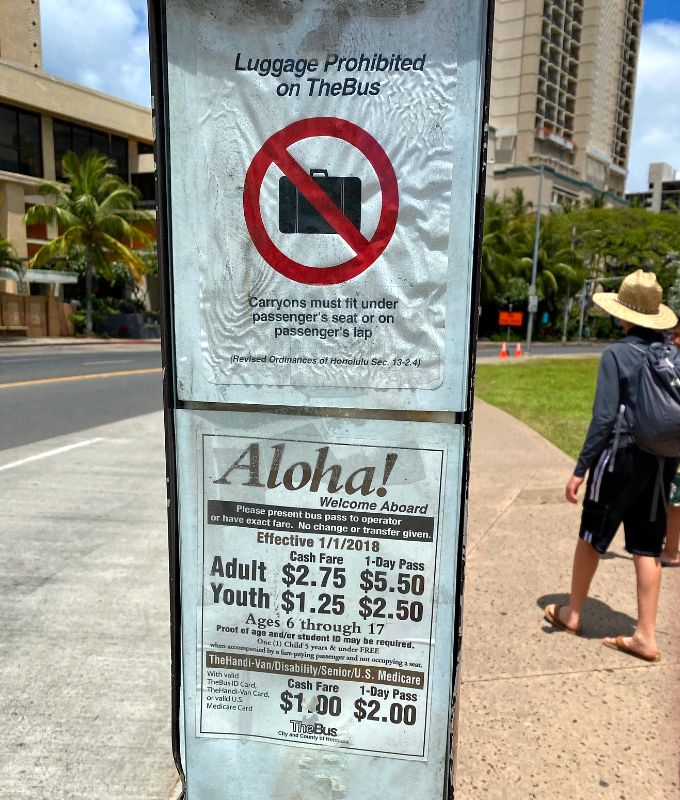 Luggage Prohibited
on TheBus
Carryons must fit under
passenger's seat or on
passenger's lap
(Revised Ordinances of Honolulu Sec. 13-2.4)
Aloha!
Welcome Aboard
Please present bus pass to operator
or have exact fare. No change or transfer given.
Effective 1/1/2018
Cash Fare 1-Day Pass
Adult $2.75 $5.50
Youth $1.25 $2.50
Ages 6 through 17
Proof of age and/or student ID may be required.
One (1) Child 5 years & under FREE
when accompanied by a fare paying passenger and not occupying a seat.
TheHandi-Van/Disability/Senior/U.S. Medicare
With valid
TheBus ID Card,
TheHandi-Van Card,
or valid U.S.
Medicare Card
Cash Fare 1-Day Pass
$1.00 $2.00
TheBus
City and County of Honolulu